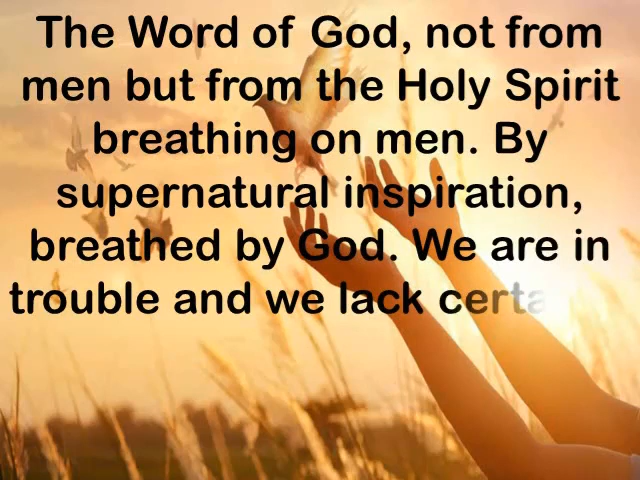 The Word of God, not from
men but from the Holy Spirit
breathing on men. By
supernatural inspiration,
breathed by God. We are in
trouble and we lack